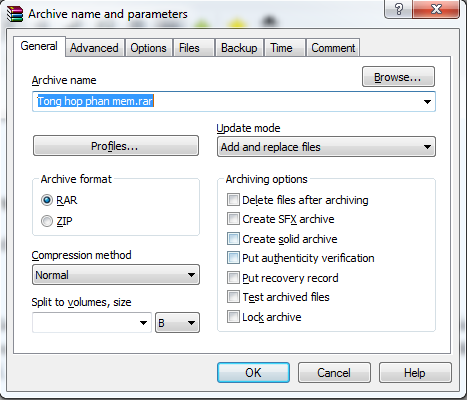 Archive name and parameters
General Advanced Options Files Backup Time Comment
Archive name
Browse...
Tong hop phan mem.rar
Update mode
Profiles...
Add and replace files
Archive format
RAR
ZIP
Compression method
Normal
Split to volumes, size
B
Archiving options
Delete files after archiving
Create SFX archive
Create solid archive
Put authenticity verification
Put recovery record
Test archived files
Lock archive
OK Cancel Help